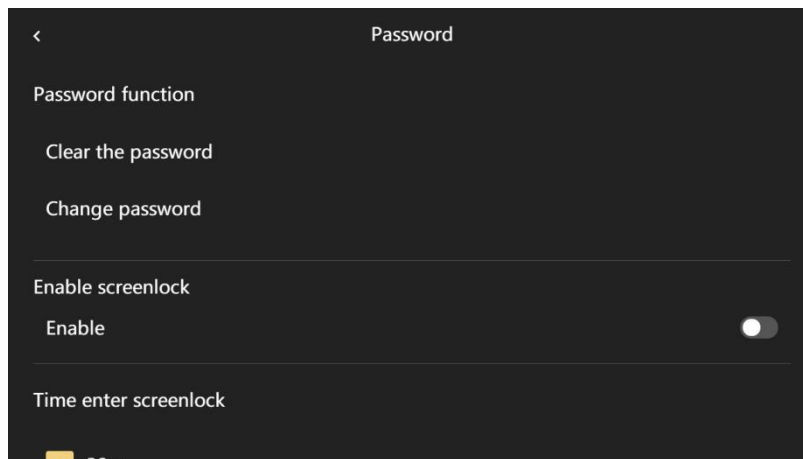 Password
Password function
Clear the password
Change password
Enable screenlock
Enable
Time enter screenlock